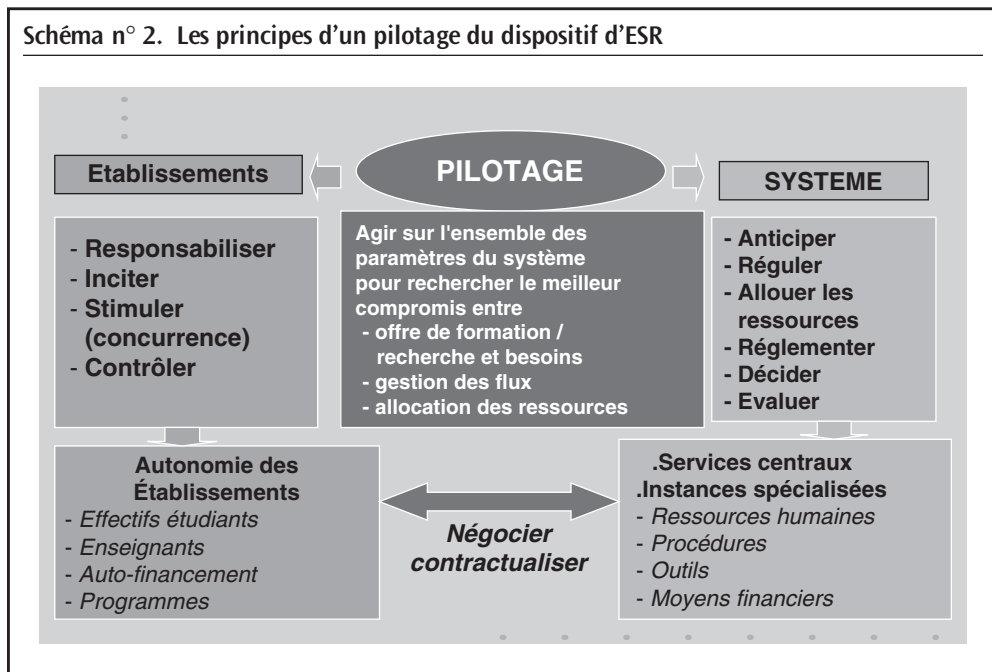 Schéma n° 2. Les principes d'un pilotage du dispositif d'ESR
Etablissements
PILOTAGE
SYSTEME
- Responsabiliser
- Inciter
- Stimuler
(concurrence)
- Contrôler
Agir sur l'ensemble des
paramètres du système
pour rechercher le meilleur
compromis entre
- offre de formation /
recherche et besoins
- gestion des flux
- allocation des ressources
- Anticiper
- Réguler
- Allouer les
ressources
- Réglementer
- Décider
- Evaluer
Autonomie des
Établissements
- Effectifs étudiants
- Enseignants
- Auto-financement
- Programmes
Négocier
contractualiser
.Services centraux
.Instances spécialisées
- Ressources humaines
- Procédures
- Outils
- Moyens financiers